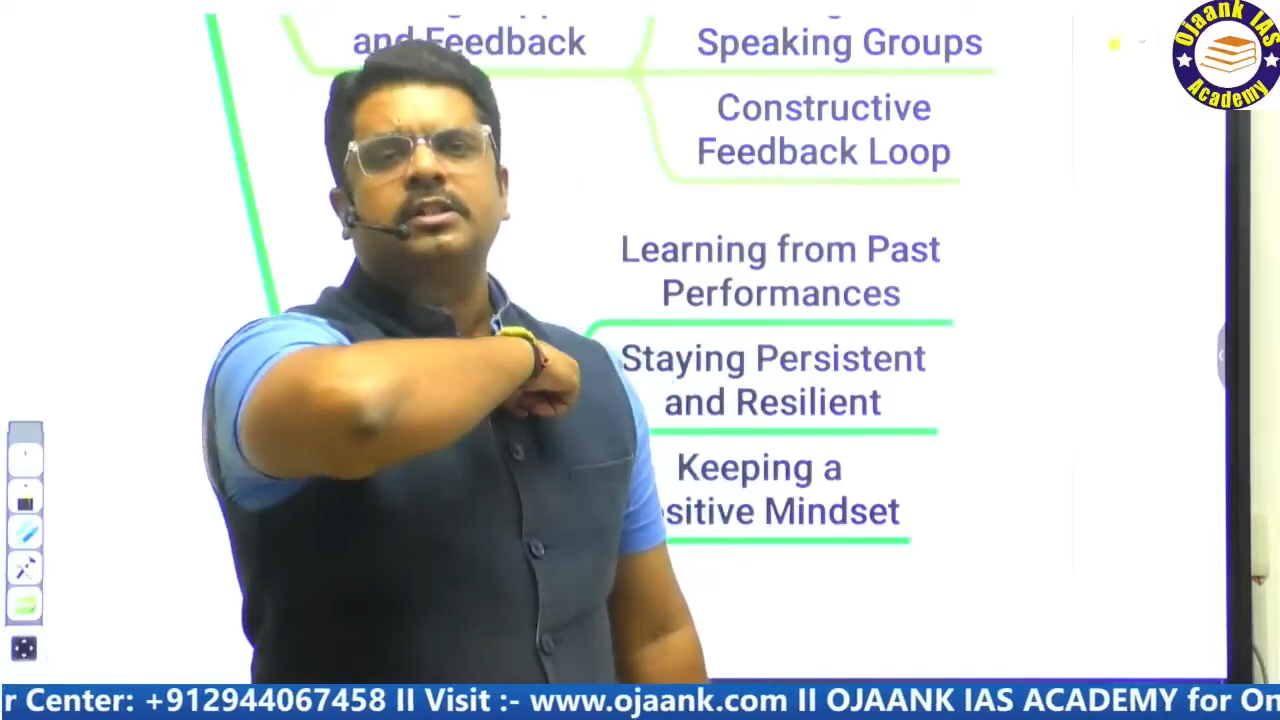 and Feedback
Speaking Groups
Constructive
Feedback Loop
Learning from Past
Performances
Staying Persistent
and Resilient
Keeping a
Mindset
Ojaank IAS
Academy
r Center: +912944067458 II Visit :- www.ojaank.com II OJAANK IAS ACADEMY for On